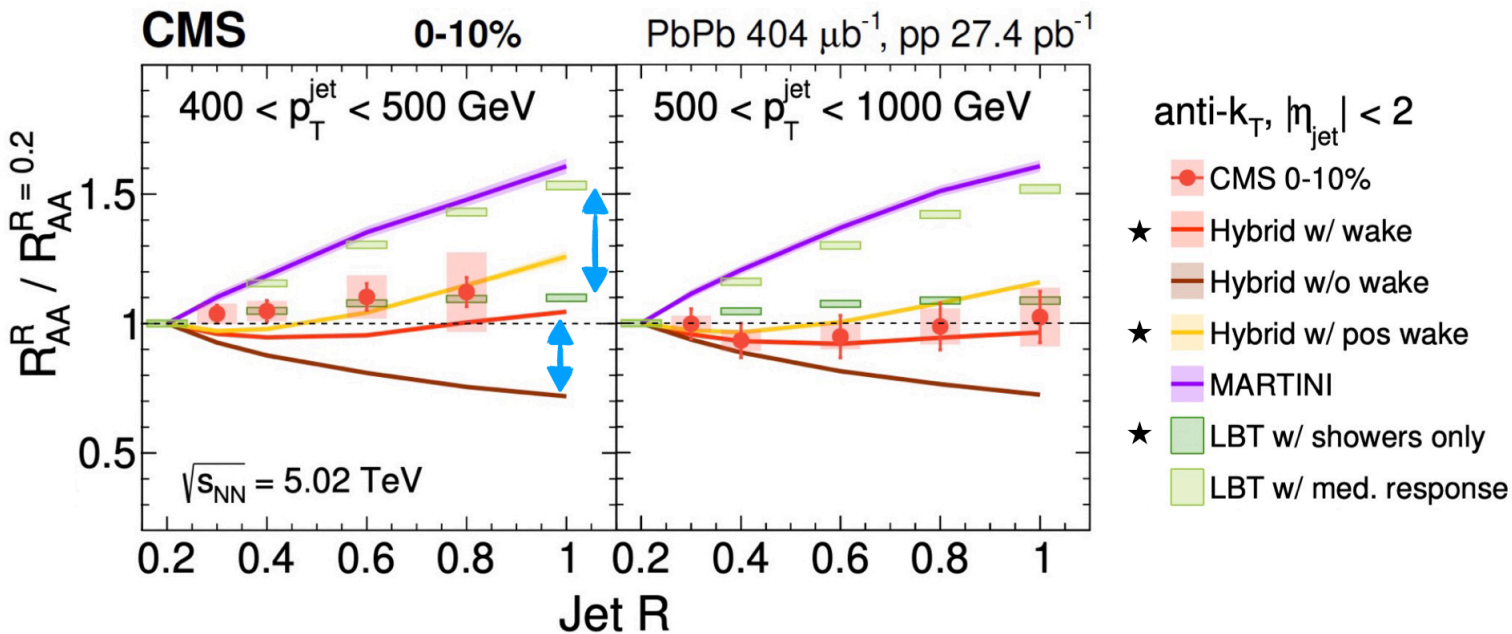 CMS 0-10% PbPb 404 μb⁻¹, pp 27.4 pb⁻¹
400 < p_T^jet < 500 GeV
500 < p_T^jet < 1000 GeV
R_AA^R / R_AA^{R = 0.2}
1.5
1
0.5
√s_NN = 5.02 TeV
0.2 0.4 0.6 0.8 1
0.2 0.4 0.6 0.8 1
Jet R
anti-k_T, |η_jet| < 2
CMS 0-10%
★ Hybrid w/ wake
Hybrid w/o wake
★ Hybrid w/ pos wake
MARTINI
★ LBT w/ showers only
LBT w/ med. response